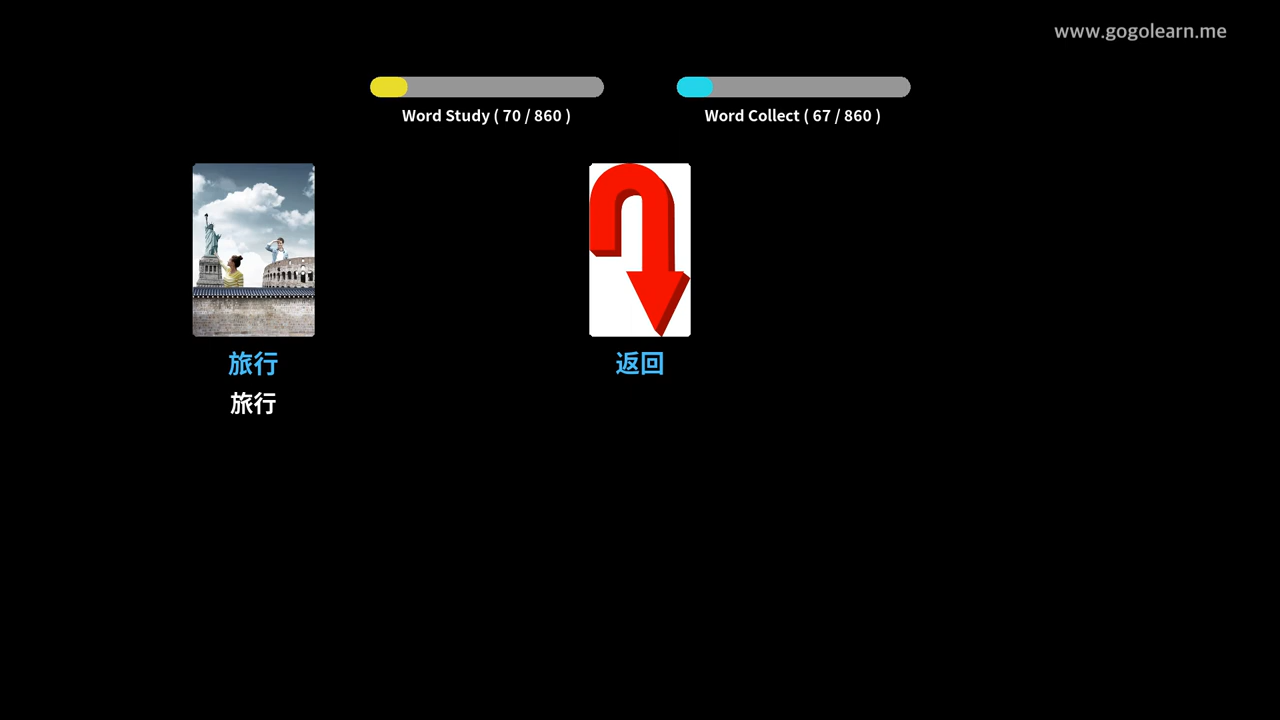 www.gogolearn.me
Word Study ( 70 / 860 )
Word Collect ( 67 / 860 )
旅行
旅行
返回